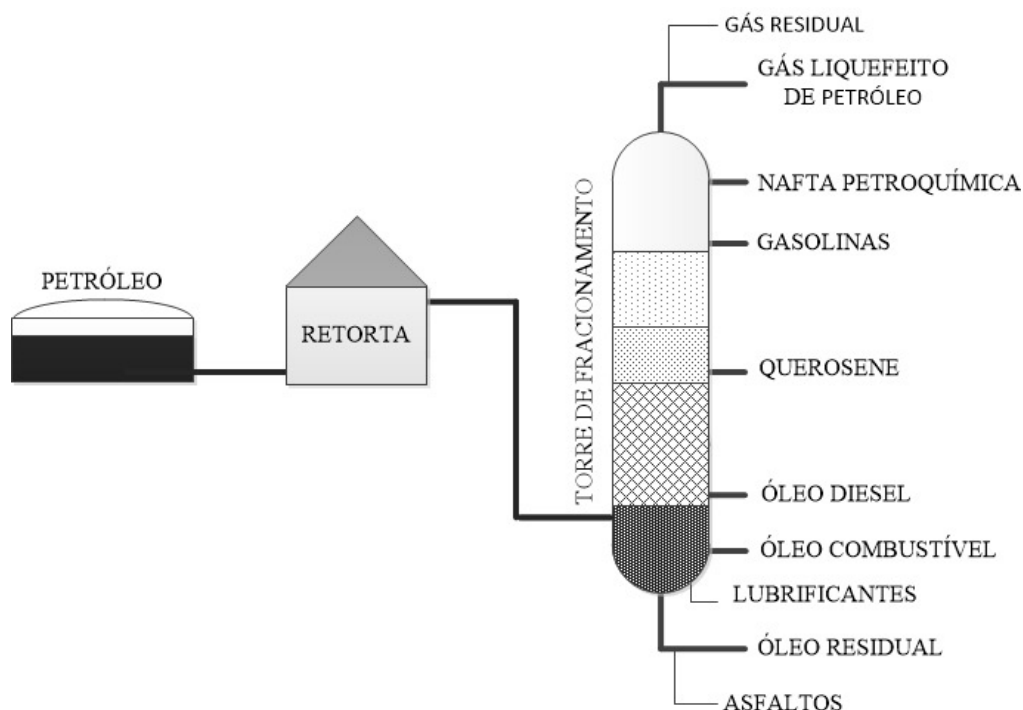 GÁS RESIDUAL
GÁS LIQUEFEITO
DE PETRÓLEO
NAFTA PETROQUÍMICA
GASOLINAS
TORRE DE FRACIONAMENTO
PETRÓLEO
RETORTA
QUEROSENE
ÓLEO DIESEL
ÓLEO COMBUSTÍVEL
LUBRIFICANTES
ÓLEO RESIDUAL
ASFALTOS